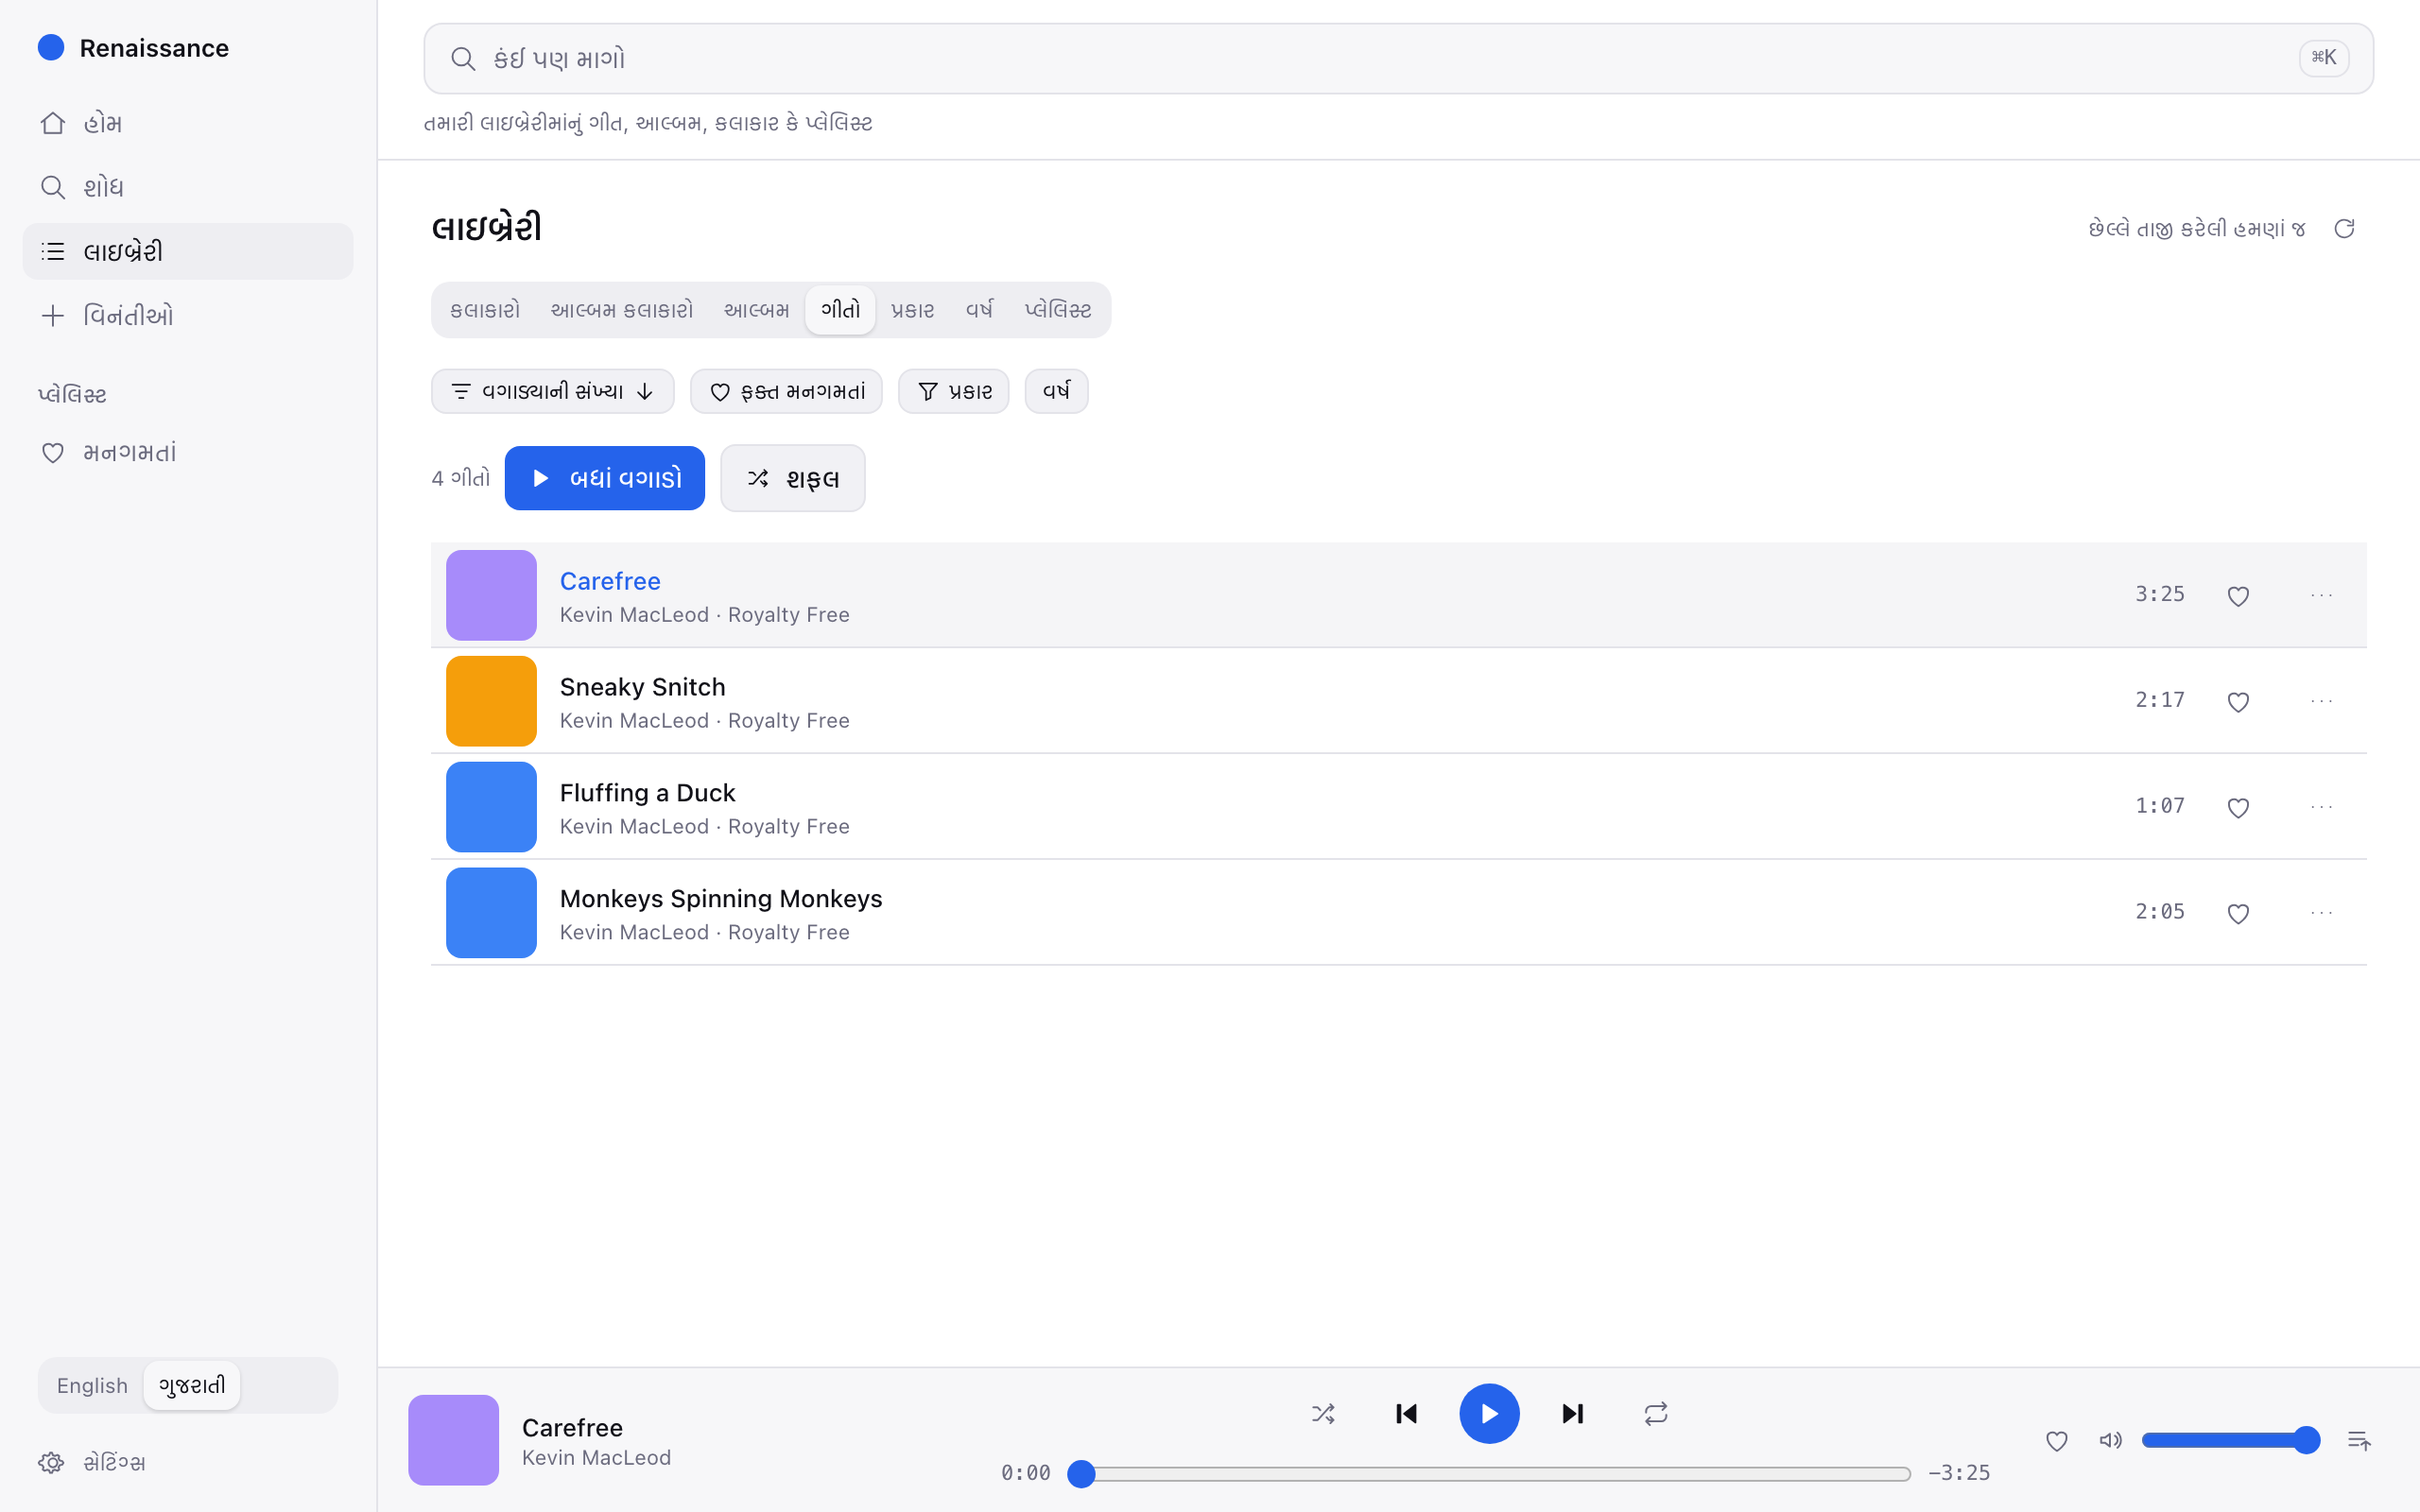 Renaissance
હોમ
શોધ
લાઇબ્રેરી
વિનંતીઓ
પ્લેલિસ્ટ
મનગમતાં
English ગુજરાતી
સેટિંગ્સ
કંઈ પણ માગો ⌘K
તમારી લાઇબ્રેરીમાંનું ગીત, આલ્બમ, કલાકાર કે પ્લેલિસ્ટ
લાઇબ્રેરી છેલ્લે તાજી કરેલી હમણાં જ
કલાકારો આલ્બમ કલાકારો આલ્બમ ગીતો પ્રકાર વર્ષ પ્લેલિસ્ટ
વગાડ્યાની સંખ્યા ફક્ત મનગમતાં પ્રકાર વર્ષ
4 ગીતો બધાં વગાડો શફલ
Carefree 3:25
Kevin MacLeod · Royalty Free
Sneaky Snitch 2:17
Kevin MacLeod · Royalty Free
Fluffing a Duck 1:07
Kevin MacLeod · Royalty Free
Monkeys Spinning Monkeys 2:05
Kevin MacLeod · Royalty Free
Carefree
Kevin MacLeod
0:00 −3:25